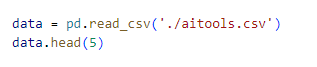 data = pd.read_csv('./aitools.csv')
data.head(5)